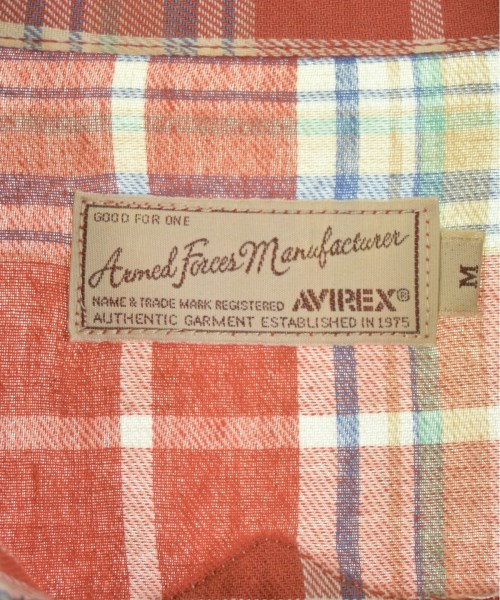 GOOD FOR ONE
Armed Forces Manufacturer
NAME & TRADE MARK REGISTERED AVIREX®
AUTHENTIC GARMENT ESTABLISHED IN 1975
M